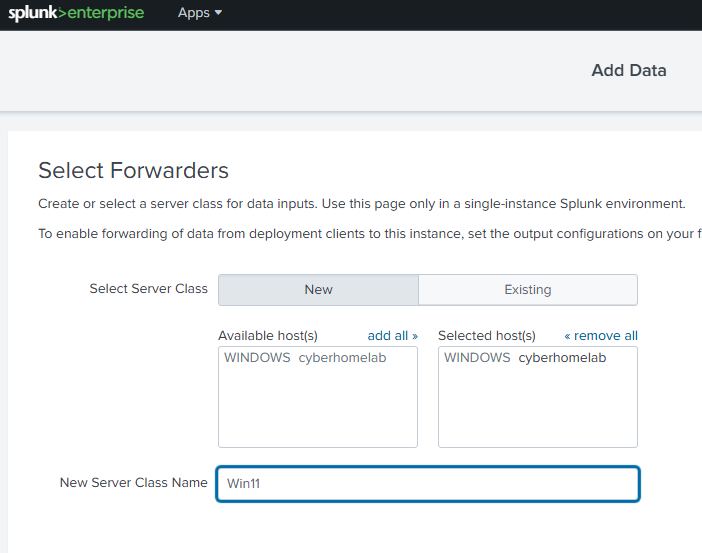 splunk>enterprise Apps ▾
Add Data
Select Forwarders
Create or select a server class for data inputs. Use this page only in a single-instance Splunk environment.
To enable forwarding of data from deployment clients to this instance, set the output configurations on your f
Select Server Class New Existing
Available host(s) add all » Selected host(s) « remove all
WINDOWS cyberhomelab WINDOWS cyberhomelab
New Server Class Name Win11